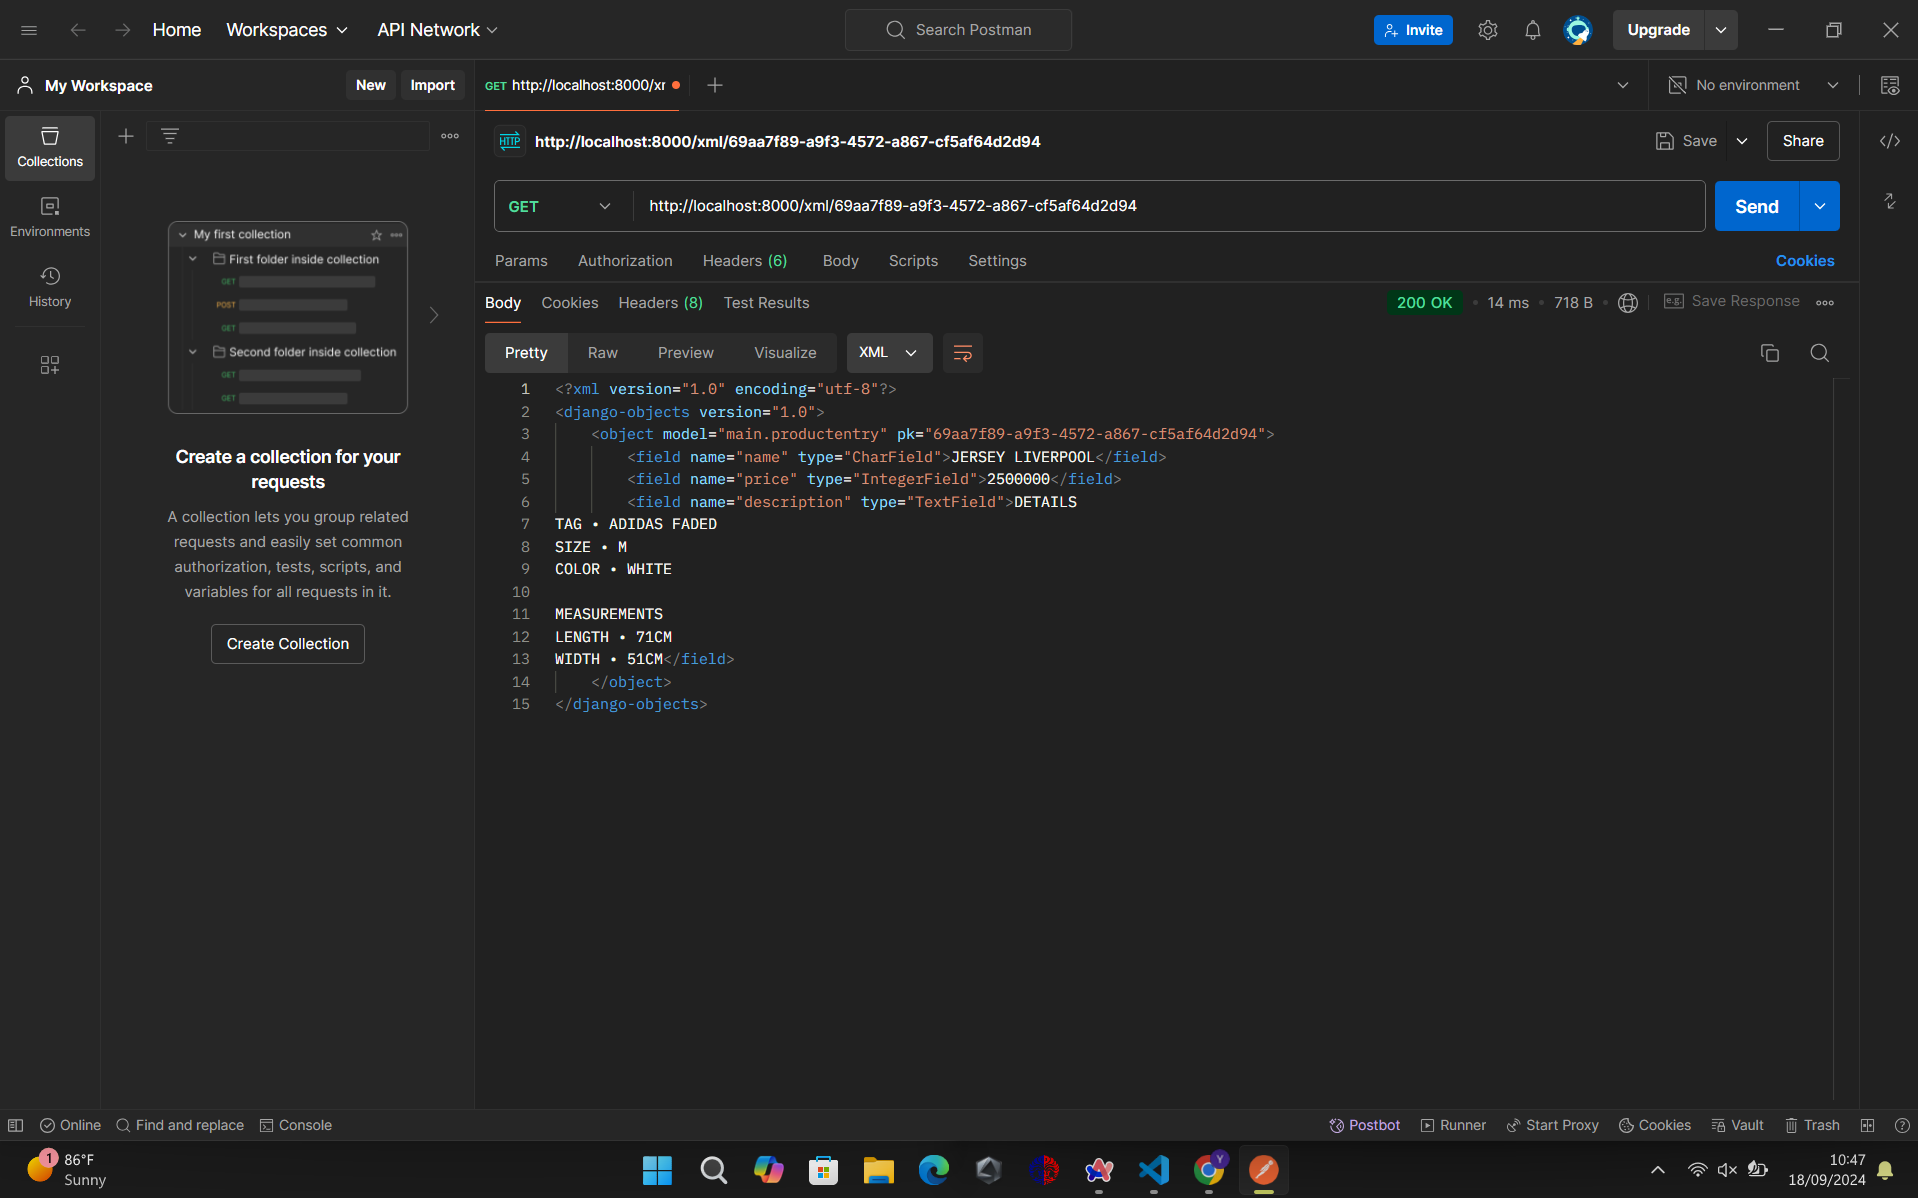 Home Workspaces API Network Search Postman Invite Upgrade
My Workspace New Import GET http://localhost:8000/xr No environment
Collections
Environments
History
My first collection
First folder inside collection
GET
POST
GET
Second folder inside collection
GET
GET
Create a collection for your
requests
A collection lets you group related
requests and easily set common
authorization, tests, scripts, and
variables for all requests in it.
Create Collection
HTTP http://localhost:8000/xml/69aa7f89-a9f3-4572-a867-cf5af64d2d94 Save Share
GET http://localhost:8000/xml/69aa7f89-a9f3-4572-a867-cf5af64d2d94 Send
Params Authorization Headers (6) Body Scripts Settings Cookies
Body Cookies Headers (8) Test Results 200 OK • 14 ms • 718 B • e.g. Save Response
Pretty Raw Preview Visualize XML
1 <?xml version="1.0" encoding="utf-8"?>
2 <django-objects version="1.0">
3 <object model="main.productentry" pk="69aa7f89-a9f3-4572-a867-cf5af64d2d94">
4 <field name="name" type="CharField">JERSEY LIVERPOOL</field>
5 <field name="price" type="IntegerField">2500000</field>
6 <field name="description" type="TextField">DETAILS
7 TAG • ADIDAS FADED
8 SIZE • M
9 COLOR • WHITE
10
11 MEASUREMENTS
12 LENGTH • 71CM
13 WIDTH • 51CM</field>
14 </object>
15 </django-objects>
Online Find and replace Console Postbot Runner Start Proxy Cookies Vault Trash
1 86°F
Sunny
Y
10:47
18/09/2024